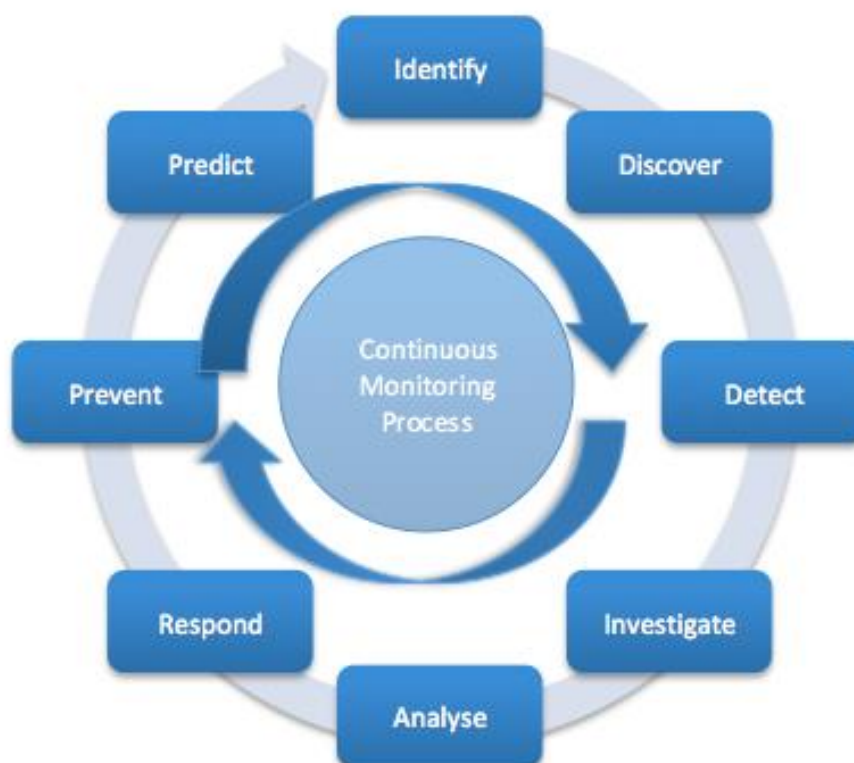 Identify
Discover
Detect
Investigate
Analyse
Respond
Prevent
Predict
Continuous
Monitoring
Process